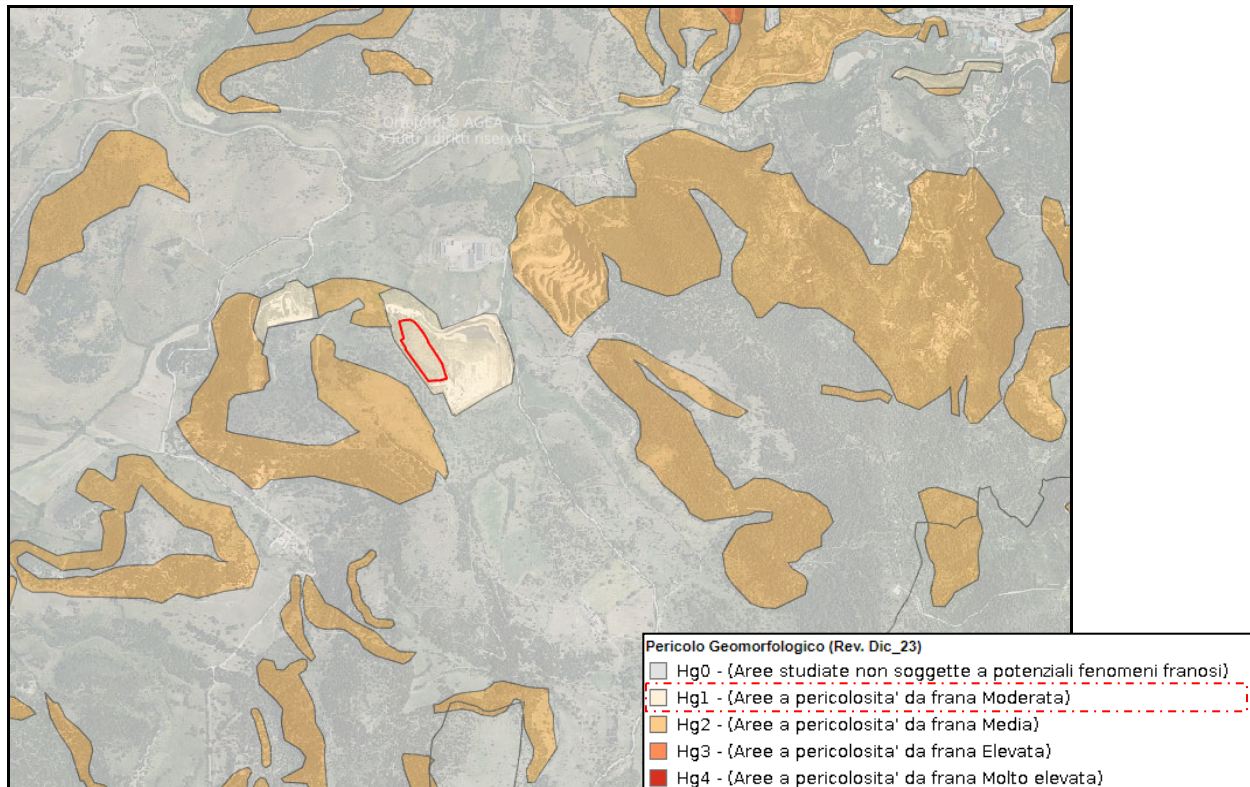 Ortofoto © AGEA
Tutti i diritti riservati
Pericolo Geomorfologico (Rev. Dic_23)
Hg0 - (Aree studiate non soggette a potenziali fenomeni franosi)
Hg1 - (Aree a pericolosita' da frana Moderata)
Hg2 - (Aree a pericolosita' da frana Media)
Hg3 - (Aree a pericolosita' da frana Elevata)
Hg4 - (Aree a pericolosita' da frana Molto elevata)